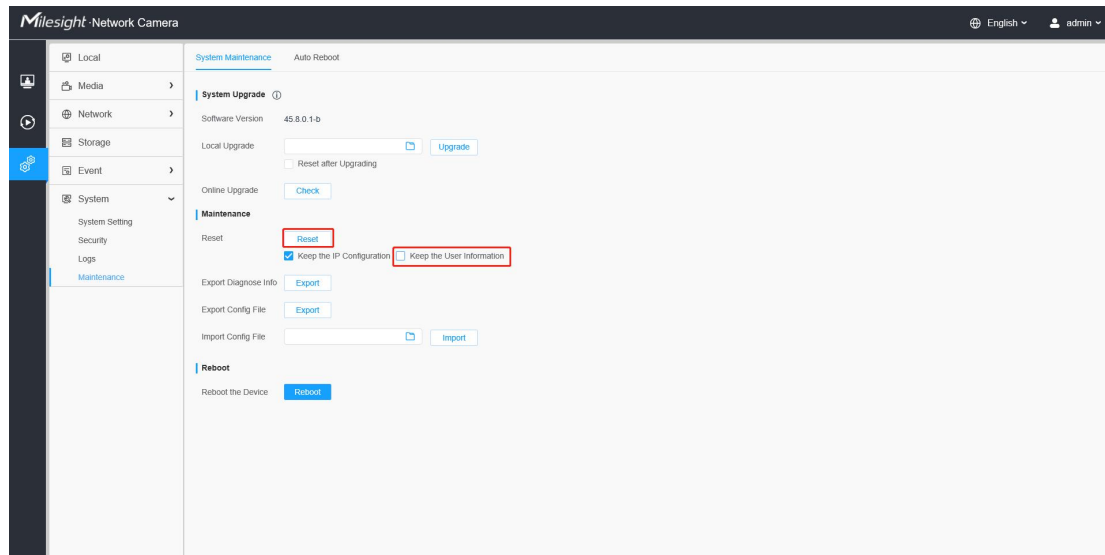 Milesight · Network Camera
English
admin
Local
Media
Network
Storage
Event
System
System Setting
Security
Logs
Maintenance
System Maintenance Auto Reboot
System Upgrade
Software Version 45.8.0.1-b
Local Upgrade Upgrade
Reset after Upgrading
Online Upgrade Check
Maintenance
Reset Reset
Keep the IP Configuration Keep the User Information
Export Diagnose Info Export
Export Config File Export
Import Config File Import
Reboot
Reboot the Device Reboot